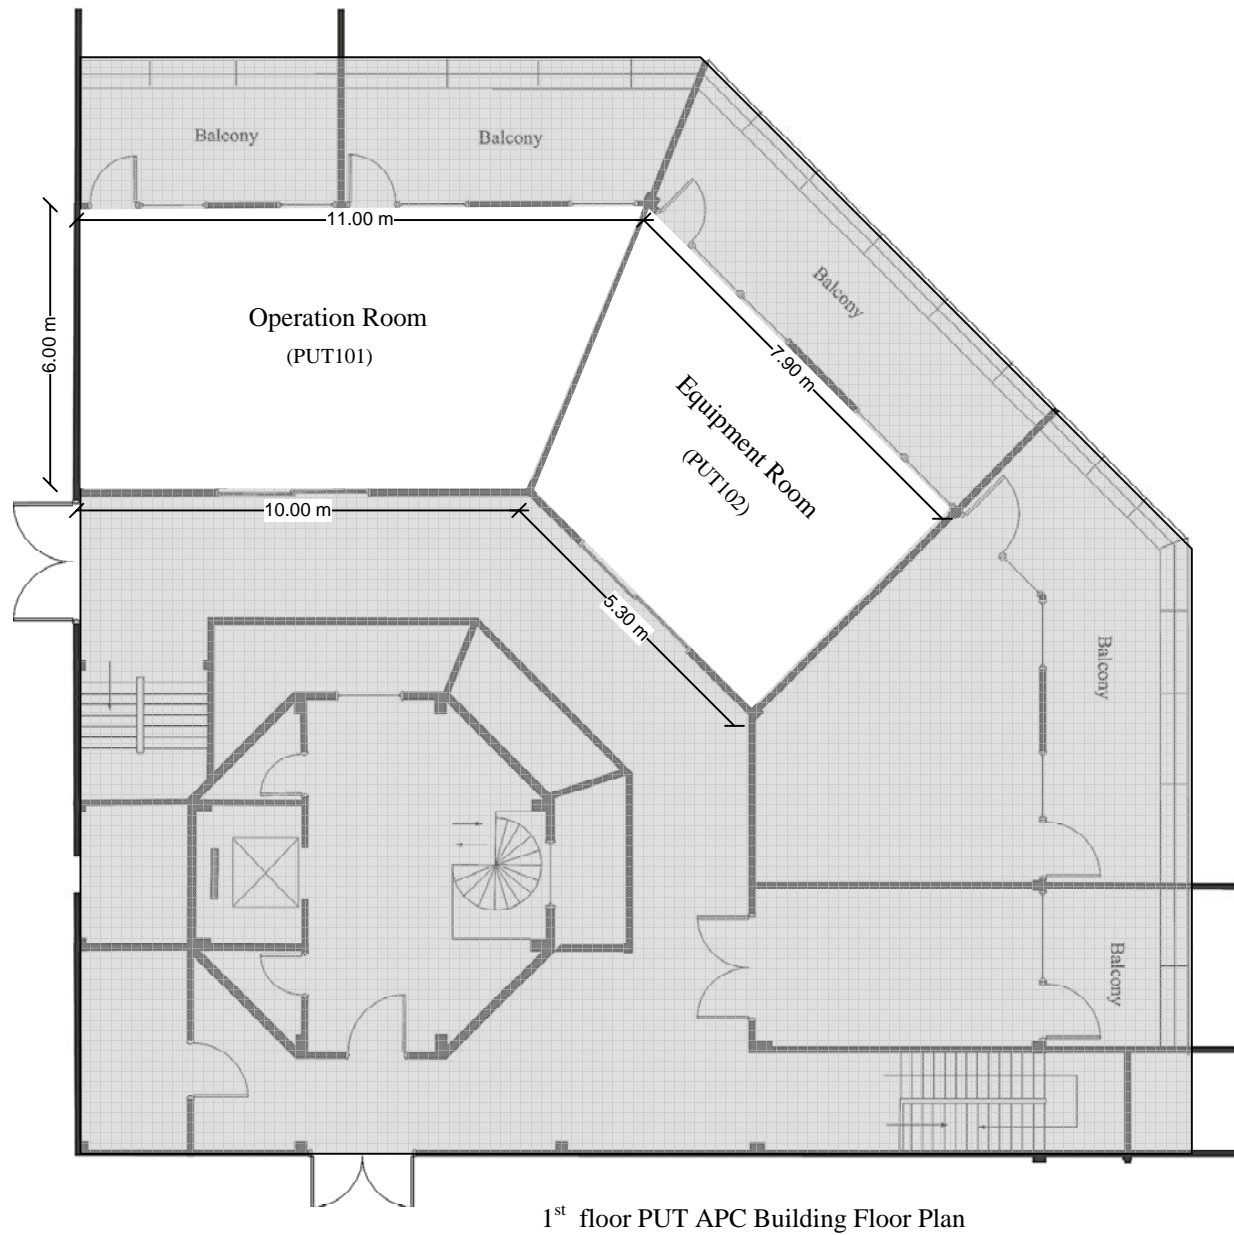 Balcony
Balcony
11.00 m
Balcony
Operation Room
(PUT101)
6.00 m
7.90 m
Equipment Room
(PUT102)
10.00 m
5.30 m
Balcony
Balcony
1st floor PUT APC Building Floor Plan